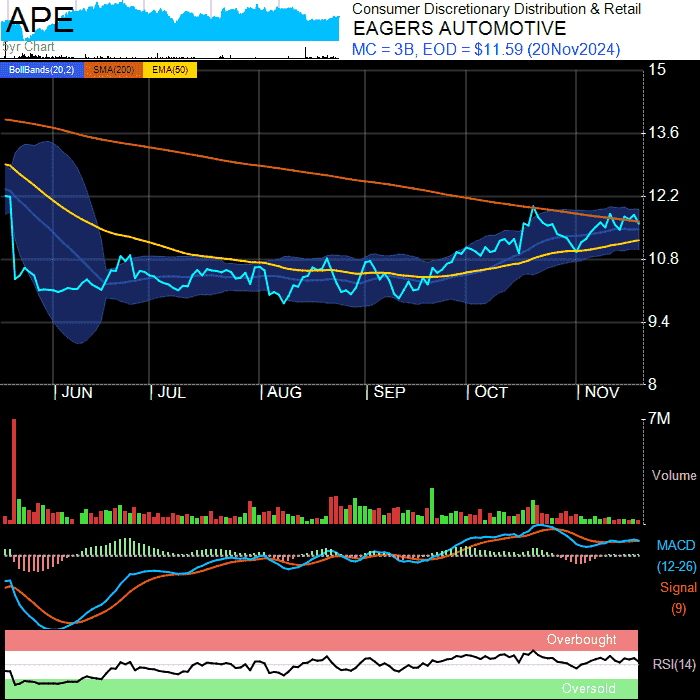 APE
5yr Chart
Consumer Discretionary Distribution & Retail
EAGERS AUTOMOTIVE
MC = 3B, EOD = $11.59 (20Nov2024)
BollBands(20,2) SMA(200) EMA(50)
15
13.6
12.2
10.8
9.4
8
JUN JUL AUG SEP OCT NOV
7M
Volume
MACD
(12-26)
Signal
(9)
Overbought
RSI(14)
Oversold